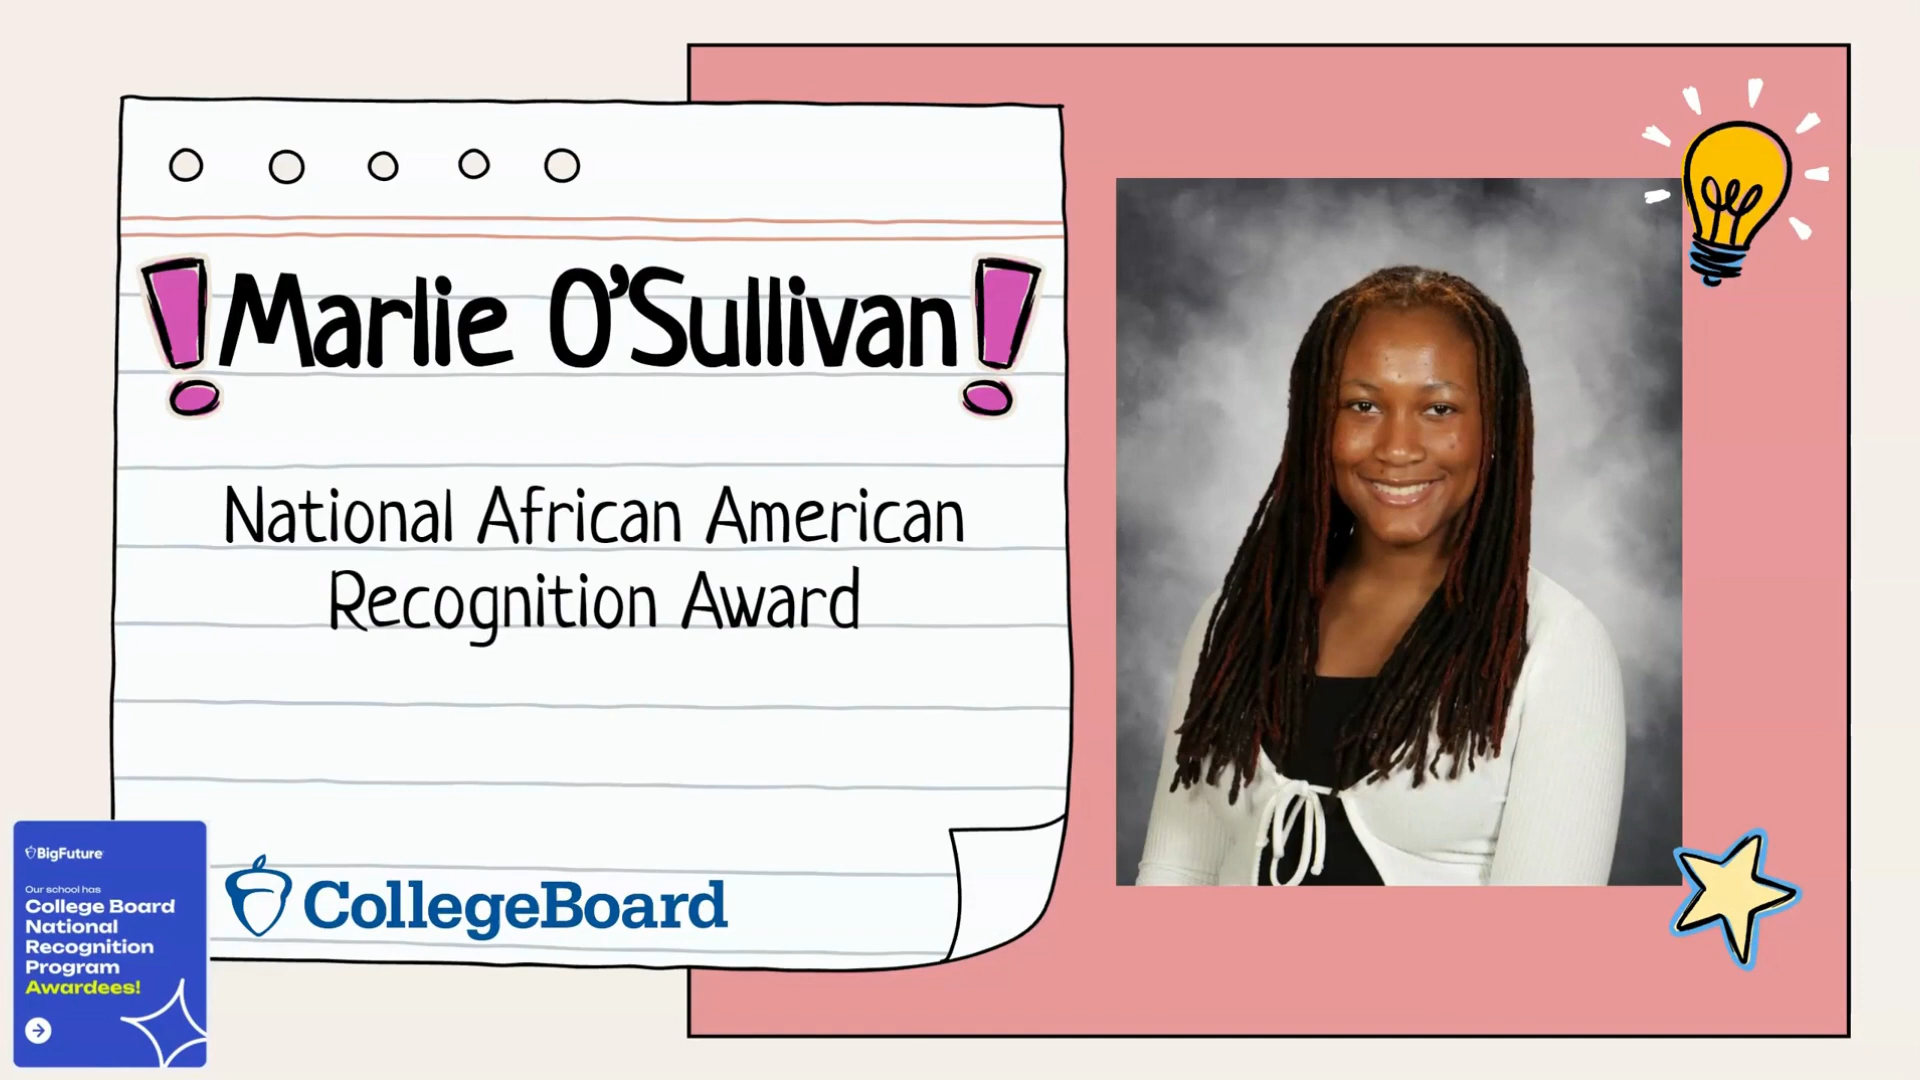 Marlie O'Sullivan
National African American
Recognition Award
BigFuture
Our school has
College Board
National
Recognition
Program
Awardees!
CollegeBoard